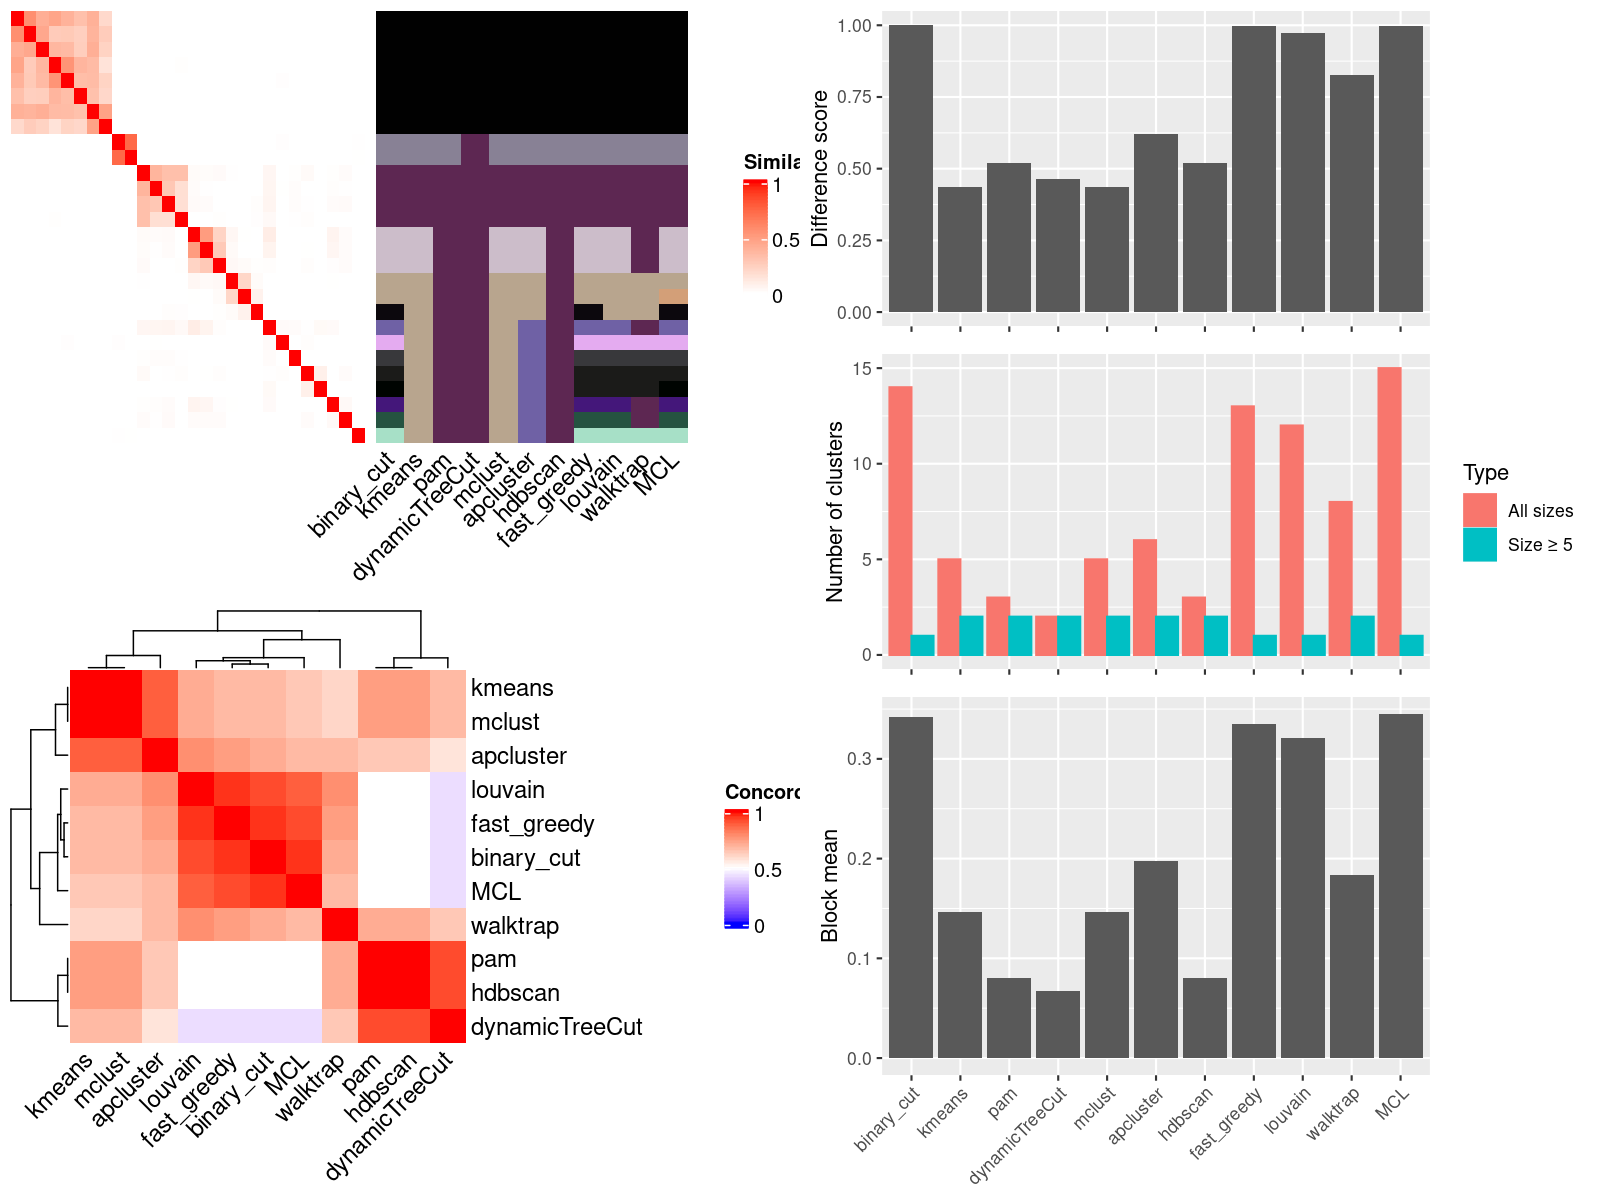 Simila
1
0.5
0
binary_cut
kmeans
pam
dynamicTreeCut
mclust
apcluster
hdbscan
fast_greedy
louvain
walktrap
MCL
kmeans
mclust
apcluster
louvain
fast_greedy
binary_cut
MCL
walktrap
pam
hdbscan
dynamicTreeCut
kmeans
mclust
apcluster
louvain
fast_greedy
binary_cut
MCL
walktrap
pam
hdbscan
dynamicTreeCut
Concord
1
0.5
0
Difference score
1.00
0.75
0.50
0.25
0.00
Number of clusters
15
10
5
0
Type
All sizes
Size ≥ 5
Block mean
0.3
0.2
0.1
0.0
binary_cut
kmeans
pam
dynamicTreeCut
mclust
apcluster
hdbscan
fast_greedy
louvain
walktrap
MCL